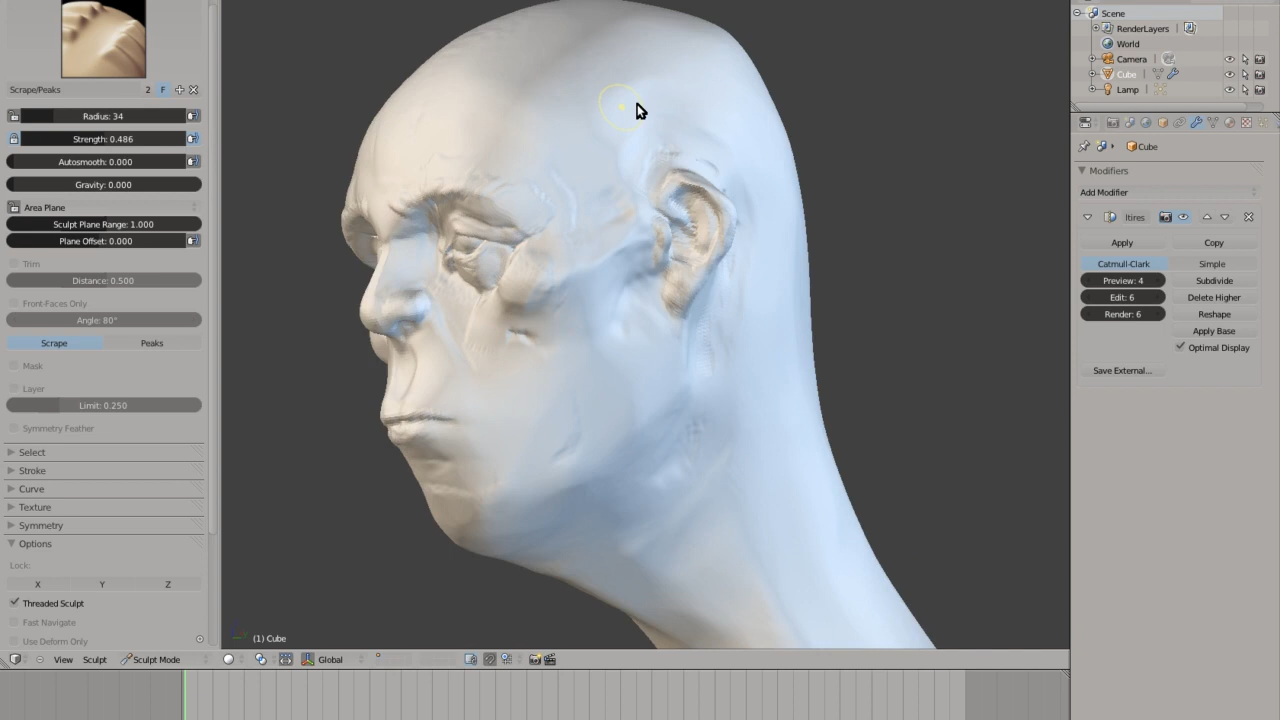 Scrape/Peaks 2 F
Radius: 34
Strength: 0.486
Autosmooth: 0.000
Gravity: 0.000
Area Plane
Sculpt Plane Range: 1.000
Plane Offset: 0.000
Trim
Distance: 0.500
Front-Faces Only
Angle: 80°
Scrape Peaks
Mask
Layer
Limit: 0.250
Symmetry Feather
Select
Stroke
Curve
Texture
Symmetry
Options
Lock:
X Y Z
Threaded Sculpt
Fast Navigate
Use Deform Only
(1) Cube
View Sculpt Sculpt Mode Global
Scene
RenderLayers
World
Camera
Cube
Lamp
Cube
Modifiers
Add Modifier
ltires
Apply Copy
Catmull-Clark Simple
Preview: 4 Subdivide
Edit: 6 Delete Higher
Render: 6 Reshape
Apply Base
Optimal Display
Save External...